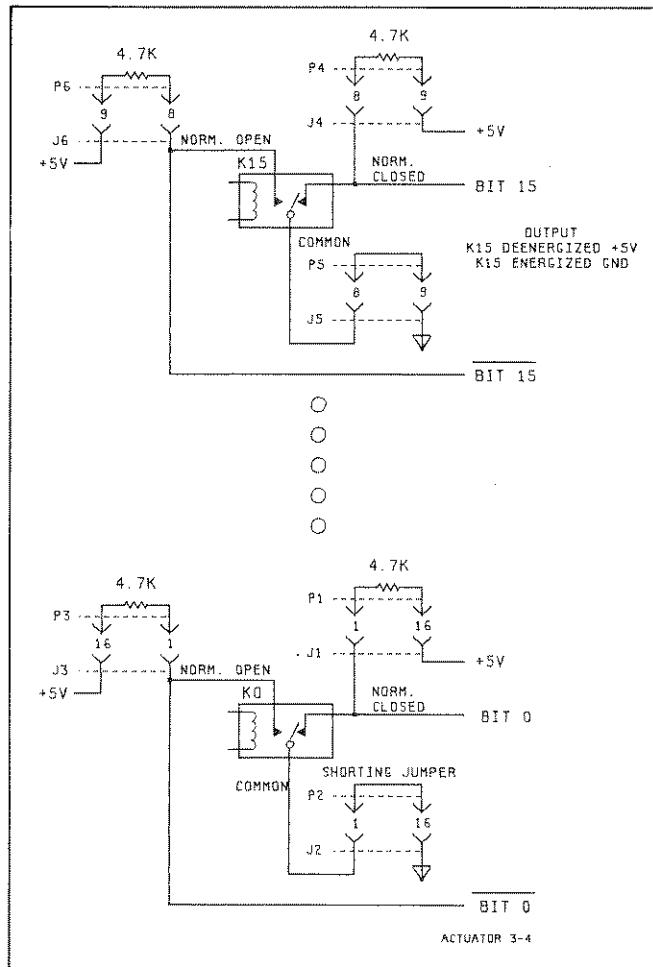 4.7K
P6
9 8
J6
+5V
NORM. OPEN
K15
4.7K
P4
8 9
J4
+5V
NORM.
CLOSED
BIT 15
OUTPUT
K15 DEENERGIZED +5V
K15 ENERGIZED GND
COMMON
P5
8 9
J5
BIT 15
4.7K
P3
16 1
J3
+5V
NORM. OPEN
K0
4.7K
P1
1 16
J1
+5V
NORM.
CLOSED
BIT 0
COMMON
SHORTING JUMPER
P2
1 16
J2
BIT 0
ACTUATOR 3-4